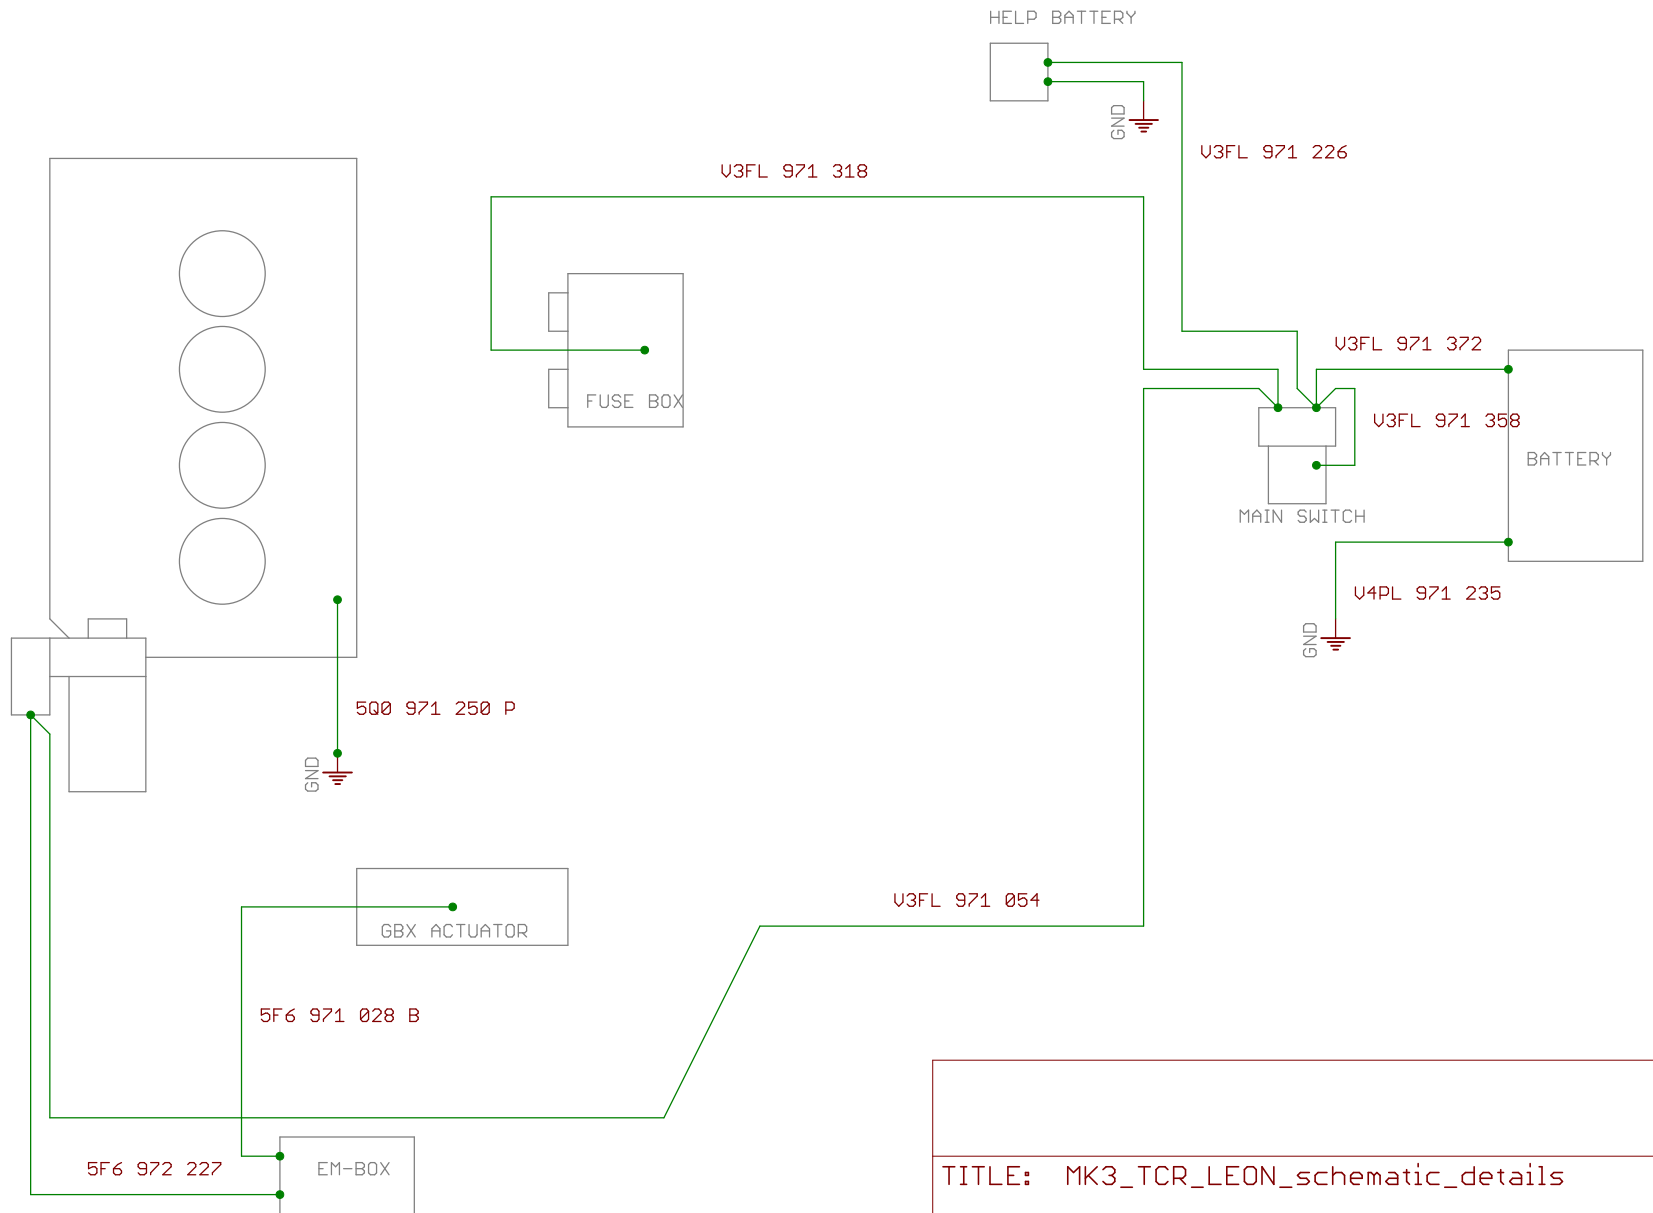 HELP BATTERY
GND
V3FL 971 226
V3FL 971 318
V3FL 971 372
FUSE BOX
V3FL 971 358
BATTERY
MAIN SWITCH
V4PL 971 235
GND
5Q0 971 250 P
GND
V3FL 971 054
GBX ACTUATOR
5F6 971 028 B
5F6 972 227
EM-BOX
TITLE: MK3_TCR_LEON_schematic_details